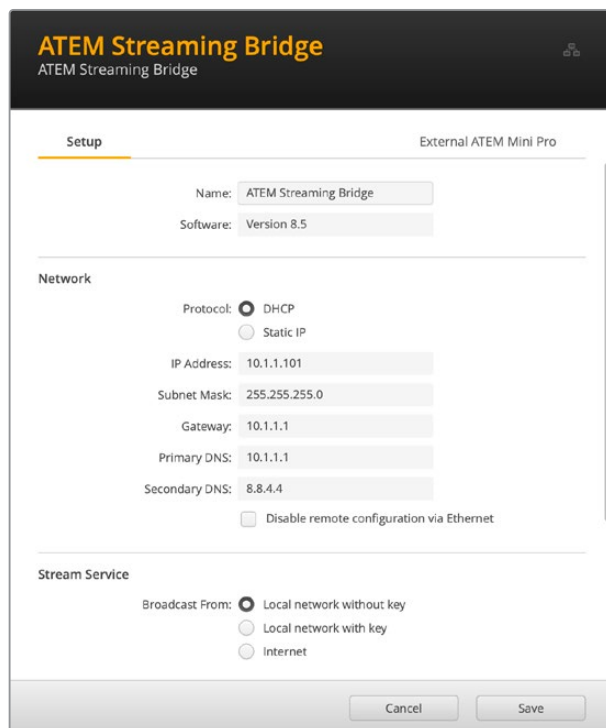 ATEM Streaming Bridge
ATEM Streaming Bridge
Setup External ATEM Mini Pro
Name: ATEM Streaming Bridge
Software: Version 8.5
Network
Protocol: DHCP
Static IP
IP Address: 10.1.1.101
Subnet Mask: 255.255.255.0
Gateway: 10.1.1.1
Primary DNS: 10.1.1.1
Secondary DNS: 8.8.4.4
Disable remote configuration via Ethernet
Stream Service
Broadcast From: Local network without key
Local network with key
Internet
Cancel Save